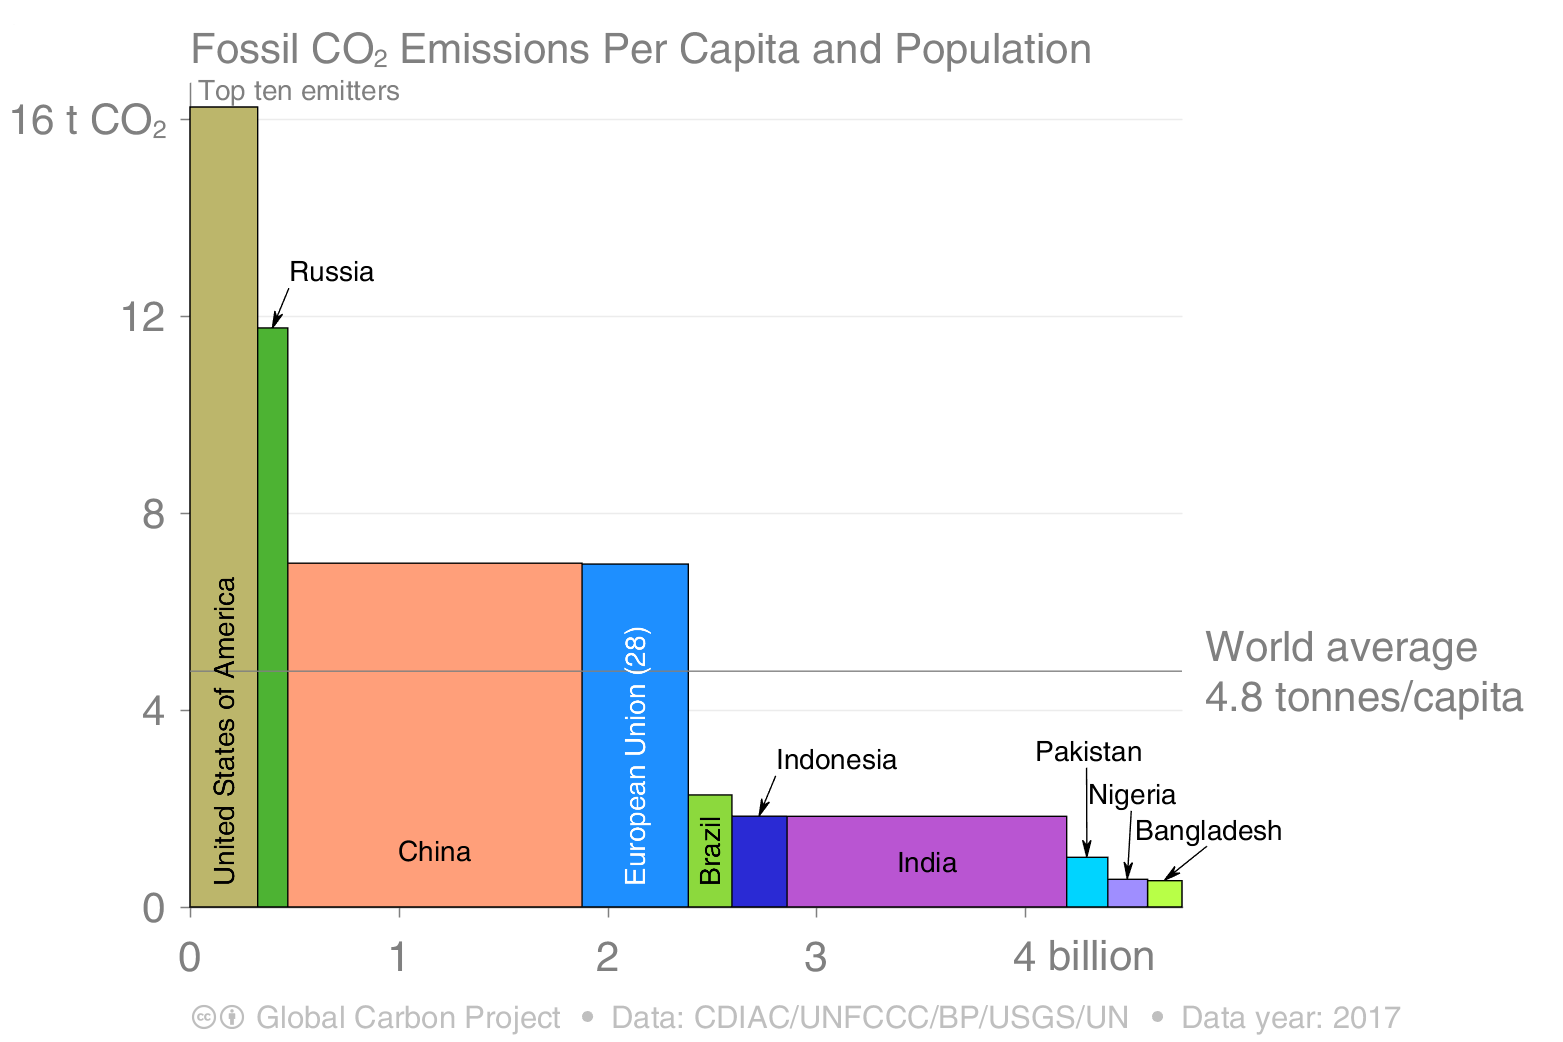 Fossil CO₂ Emissions Per Capita and Population
Top ten emitters
16 t CO₂
12
8
4
0
Russia
United States of America
China
European Union (28)
Brazil
Indonesia
India
Pakistan
Nigeria
Bangladesh
World average
4.8 tonnes/capita
0
1
2
3
4 billion
cc Global Carbon Project • Data: CDIAC/UNFCCC/BP/USGS/UN • Data year: 2017